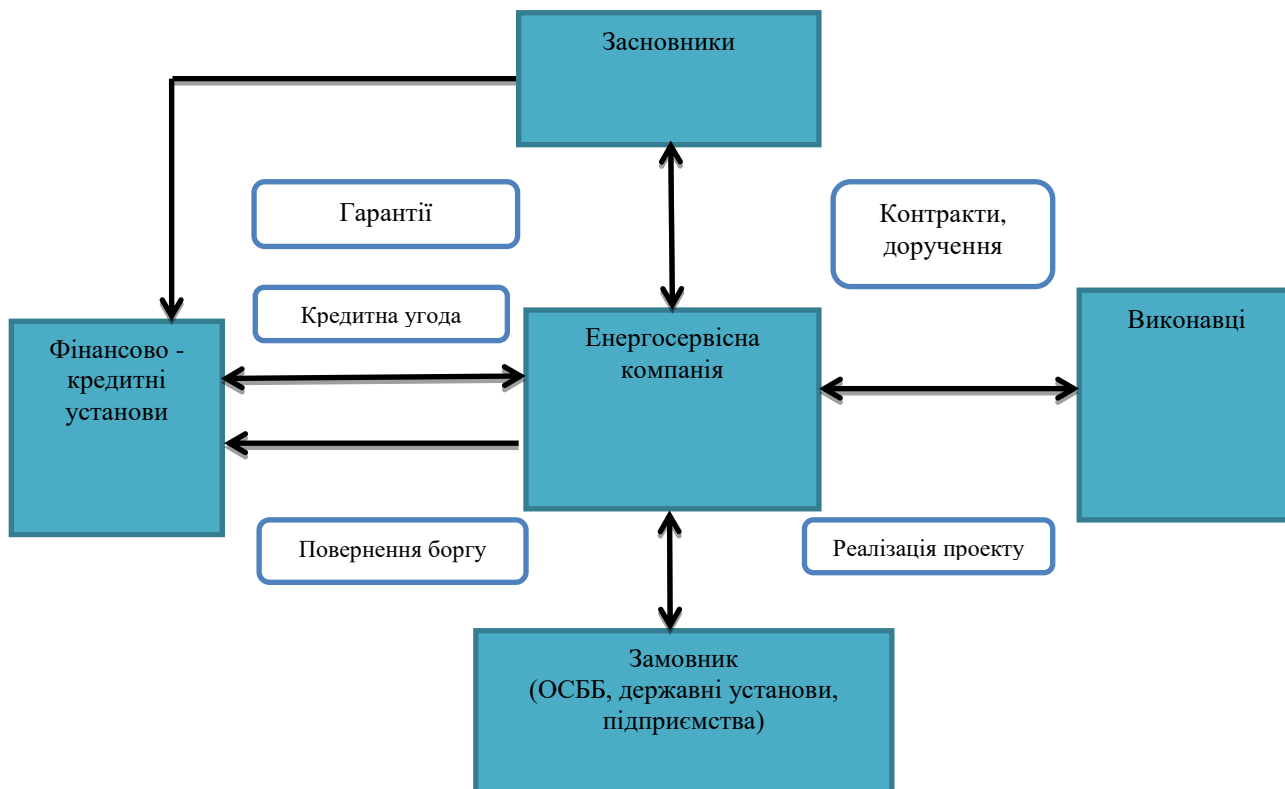 Засновники
Гарантії
Контракти,
доручення
Кредитна угода
Фінансово -
кредитні
установи
Енергосервісна
компанія
Виконавці
Повернення боргу
Реалізація проекту
Замовник
(ОСББ, державні установи,
підприємства)